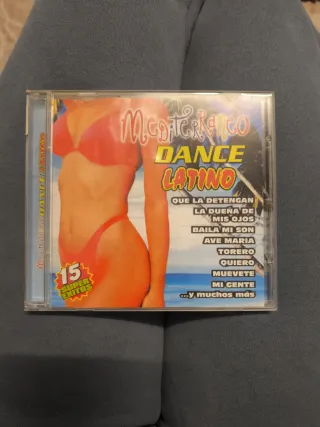 Mediterraneo
DANCE
LATINO
QUE LA DETENGAN
LA DUEÑA DE
MIS OJOS
BAILA MI SON
AVE MARIA
TORERO
QUIERO
MUEVETE
MI GENTE
...y muchos más
15
SUPER
EXITOS